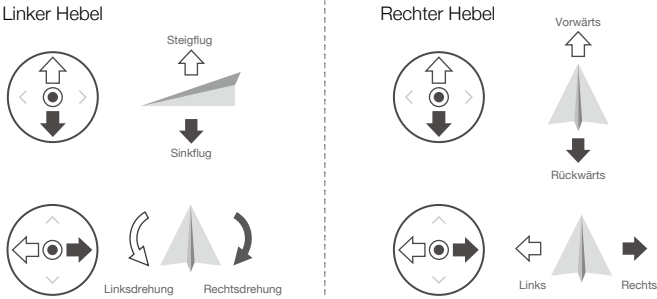 Linker Hebel
Steigflug
Sinkflug
Linksdrehung
Rechtsdrehung
Rechter Hebel
Vorwärts
Rückwärts
Links
Rechts